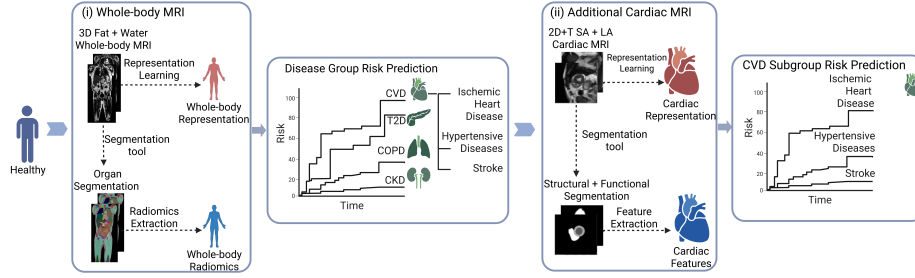 Healthy
(i) Whole-body MRI
3D Fat + Water
Whole-body MRI
Representation
Learning
Whole-body
Representation
Segmentation
tool
Organ
Segmentation
Radiomics
Extraction
Whole-body
Radiomics
Disease Group Risk Prediction
Risk
100
80
60
40
20
0
CVD
T2D
COPD
CKD
Time
Ischemic
Heart
Disease
Hypertensive
Diseases
Stroke
(ii) Additional Cardiac MRI
2D+T SA + LA
Cardiac MRI
Representation
Learning
Cardiac
Representation
Segmentation
tool
Structural + Functional
Segmentation
Feature
Extraction
Cardiac
Features
CVD Subgroup Risk Prediction
Risk
100
80
60
40
20
0
Ischemic
Heart
Disease
Hypertensive
Diseases
Stroke
Time